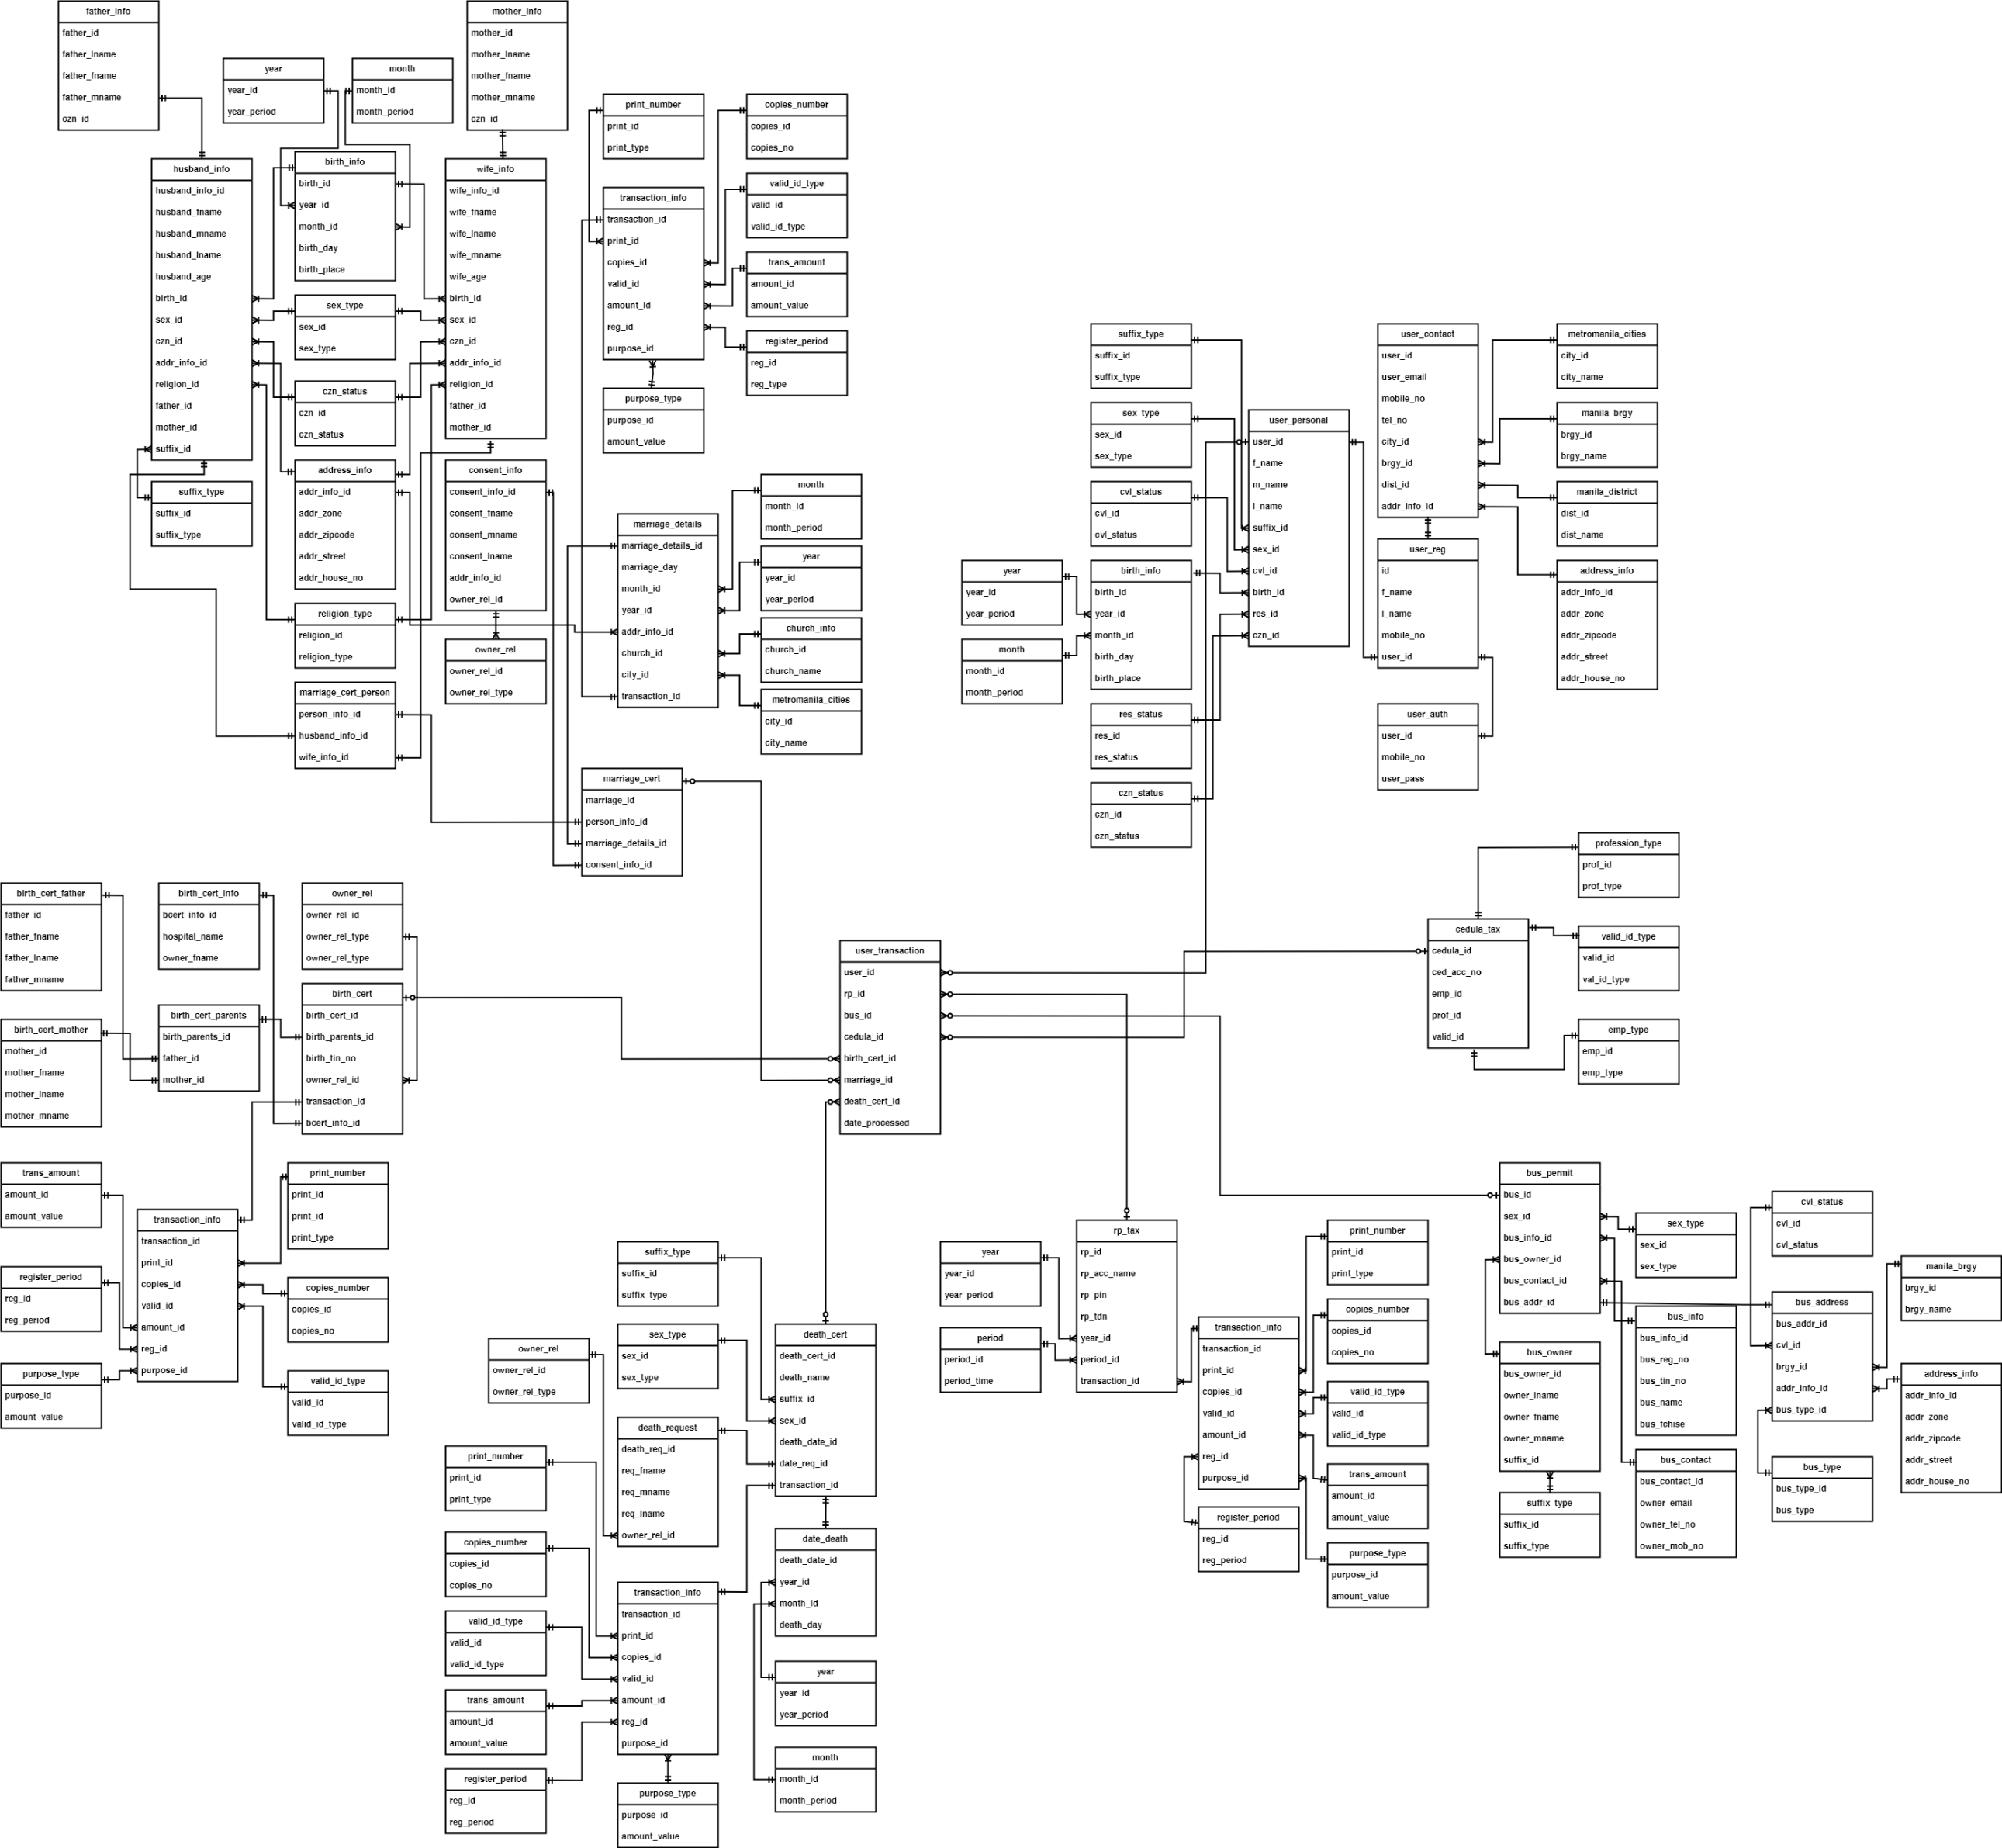 father_info
father_id
father_lname
father_fname
father_mname
czn_id
year
year_id
year_period
month
month_id
month_period
mother_info
mother_id
mother_lname
mother_fname
mother_mname
czn_id
husband_info
husband_info_id
husband_fname
husband_mname
husband_lname
husband_age
birth_id
sex_id
czn_id
addr_info_id
religion_id
father_id
mother_id
suffix_id
suffix_type
suffix_id
suffix_type
birth_info
birth_id
year_id
month_id
birth_day
birth_place
sex_type
sex_id
sex_type
czn_status
czn_id
czn_status
address_info
addr_info_id
addr_zone
addr_zipcode
addr_street
addr_house_no
religion_type
religion_id
religion_type
marriage_cert_person
person_info_id
husband_info_id
wife_info_id
wife_info
wife_info_id
wife_fname
wife_lname
wife_mname
wife_age
birth_id
sex_id
czn_id
addr_info_id
religion_id
father_id
mother_id
consent_info
consent_info_id
consent_fname
consent_mname
consent_lname
addr_info_id
owner_rel_id
owner_rel
owner_rel_id
owner_rel_type
print_number
print_id
print_type
copies_number
copies_id
copies_no
transaction_info
transaction_id
print_id
copies_id
valid_id
amount_id
reg_id
purpose_id
valid_id_type
valid_id
valid_id_type
trans_amount
amount_id
amount_value
register_period
reg_id
reg_type
purpose_type
purpose_id
amount_value
marriage_details
marriage_details_id
marriage_day
month_id
year_id
addr_info_id
church_id
city_id
transaction_id
month
month_id
month_period
year
year_id
year_period
church_info
church_id
church_name
metromanila_cities
city_id
city_name
marriage_cert
marriage_id
person_info_id
marriage_details_id
consent_info_id
suffix_type
suffix_id
suffix_type
sex_type
sex_id
sex_type
cvl_status
cvl_id
cvl_status
year
year_id
year_period
month
month_id
month_period
birth_info
birth_id
year_id
month_id
birth_day
birth_place
res_status
res_id
res_status
czn_status
czn_id
czn_status
user_personal
user_id
f_name
m_name
l_name
suffix_id
sex_id
cvl_id
birth_id
res_id
czn_id
user_contact
user_id
user_email
mobile_no
tel_no
city_id
brgy_id
dist_id
addr_info_id
user_reg
id
f_name
l_name
mobile_no
user_id
user_auth
user_id
mobile_no
user_pass
metromanila_cities
city_id
city_name
manila_brgy
brgy_id
brgy_name
manila_district
dist_id
dist_name
address_info
addr_info_id
addr_zone
addr_zipcode
addr_street
addr_house_no
profession_type
prof_id
prof_type
cedula_tax
cedula_id
ced_acc_no
emp_id
prof_id
valid_id
valid_id_type
valid_id
val_id_type
emp_type
emp_id
emp_type
birth_cert_father
father_id
father_fname
father_lname
father_mname
birth_cert_info
bcert_info_id
hospital_name
owner_fname
owner_rel
owner_rel_id
owner_rel_type
owner_rel_type
birth_cert_mother
mother_id
mother_fname
mother_lname
mother_mname
birth_cert_parents
birth_parents_id
father_id
mother_id
birth_cert
birth_cert_id
birth_parents_id
birth_tin_no
owner_rel_id
transaction_id
bcert_info_id
user_transaction
user_id
rp_id
bus_id
cedula_id
birth_cert_id
marriage_id
death_cert_id
date_processed
trans_amount
amount_id
amount_value
register_period
reg_id
reg_period
purpose_type
purpose_id
amount_value
transaction_info
transaction_id
print_id
copies_id
valid_id
amount_id
reg_id
purpose_id
print_number
print_id
print_id
print_type
copies_number
copies_id
copies_no
valid_id_type
valid_id
valid_id_type
suffix_type
suffix_id
suffix_type
sex_type
sex_id
sex_type
owner_rel
owner_rel_id
owner_rel_type
death_request
death_req_id
req_fname
req_mname
req_lname
owner_rel_id
death_cert
death_cert_id
death_name
suffix_id
sex_id
death_date_id
date_req_id
transaction_id
date_death
death_date_id
year_id
month_id
death_day
year
year_id
year_period
month
month_id
month_period
print_number
print_id
print_type
copies_number
copies_id
copies_no
valid_id_type
valid_id
valid_id_type
trans_amount
amount_id
amount_value
register_period
reg_id
reg_period
transaction_info
transaction_id
print_id
copies_id
valid_id
amount_id
reg_id
purpose_id
purpose_type
purpose_id
amount_value
year
year_id
year_period
period
period_id
period_time
rp_tax
rp_id
rp_acc_name
rp_pin
rp_tdn
year_id
period_id
transaction_id
transaction_info
transaction_id
print_id
copies_id
valid_id
amount_id
reg_id
purpose_id
register_period
reg_id
reg_period
print_number
print_id
print_type
copies_number
copies_id
copies_no
valid_id_type
valid_id
valid_id_type
trans_amount
amount_id
amount_value
purpose_type
purpose_id
amount_value
bus_permit
bus_id
sex_id
bus_info_id
bus_owner_id
bus_contact_id
bus_addr_id
bus_owner
bus_owner_id
owner_lname
owner_fname
owner_mname
suffix_id
suffix_type
suffix_id
suffix_type
sex_type
sex_id
sex_type
bus_info
bus_info_id
bus_reg_no
bus_tin_no
bus_name
bus_fchise
bus_contact
bus_contact_id
owner_email
owner_tel_no
owner_mob_no
cvl_status
cvl_id
cvl_status
bus_address
bus_addr_id
cvl_id
brgy_id
addr_info_id
bus_type_id
bus_type
bus_type_id
bus_type
manila_brgy
brgy_id
brgy_name
address_info
addr_info_id
addr_zone
addr_zipcode
addr_street
addr_house_no